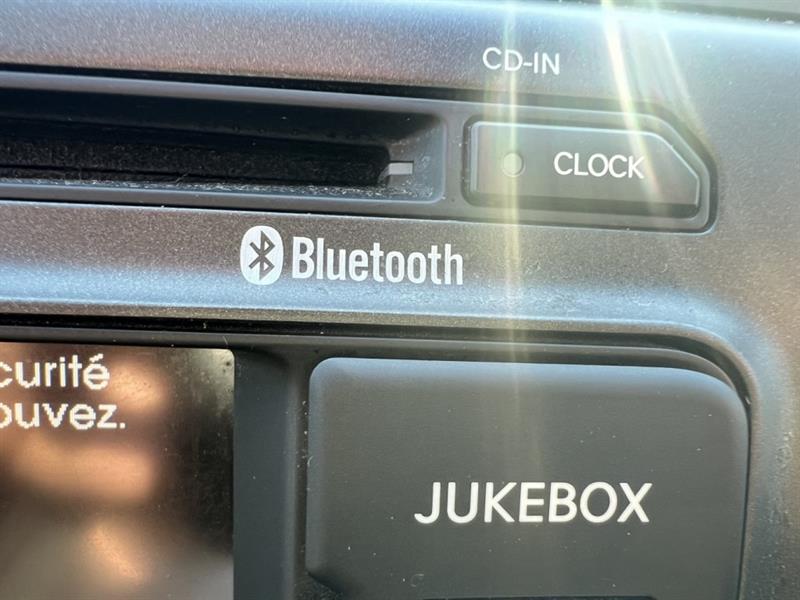 CD-IN
CLOCK
Bluetooth
curité
ouvez.
JUKEBOX